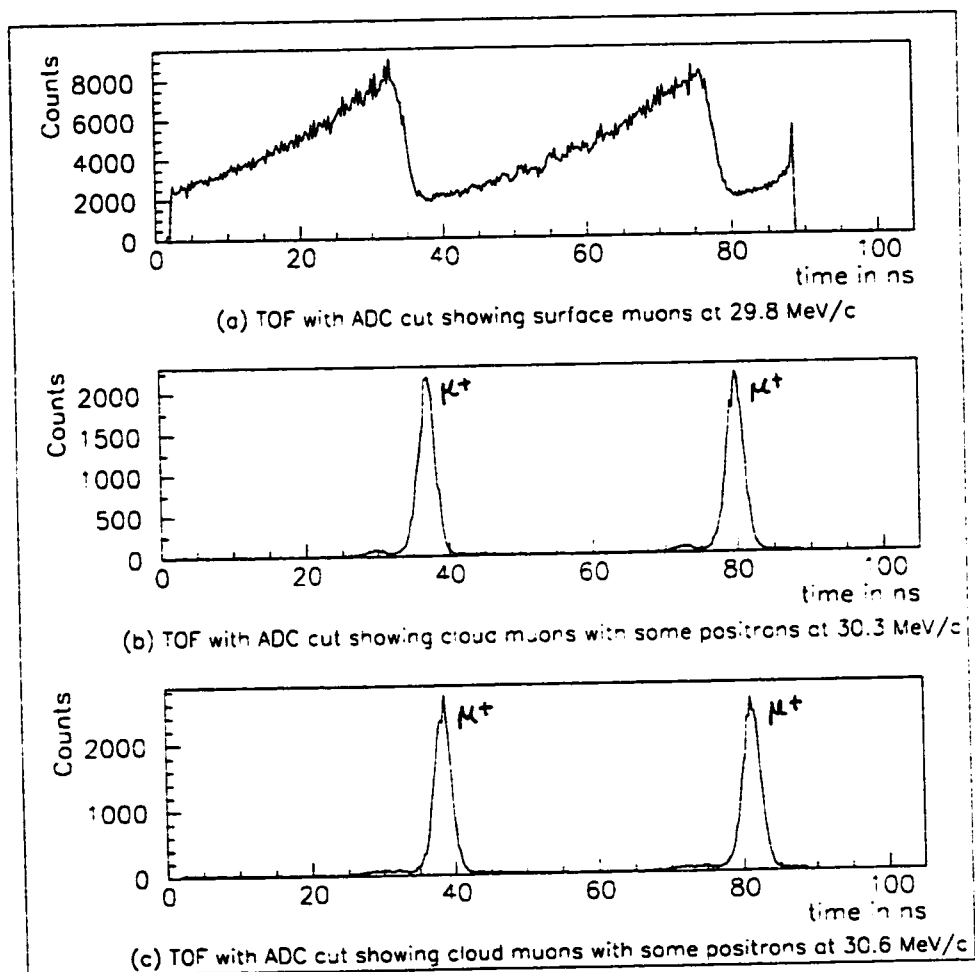 Counts
8000
6000
4000
2000
0
0 20 40 60 80 100
time in ns
(a) TOF with ADC cut showing surface muons at 29.8 MeV/c
Counts
2000
1500
1000
500
0
μ+ μ+
0 20 40 60 80 100
time in ns
(b) TOF with ADC cut showing cloud muons with some positrons at 30.3 MeV/c
Counts
2000
1000
0
μ+ μ+
0 20 40 60 80 100
time in ns
(c) TOF with ADC cut showing cloud muons with some positrons at 30.6 MeV/c